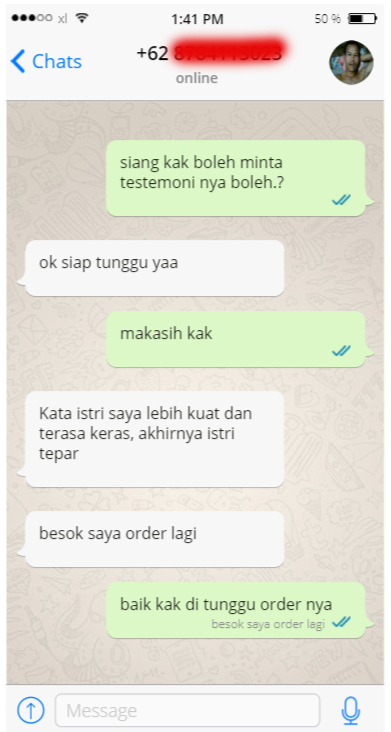 xl 1:41 PM 50 %
Chats +62
online
siang kak boleh minta
testemoni nya boleh.?
ok siap tunggu yaa
makasih kak
Kata istri saya lebih kuat dan
terasa keras, akhirnya istri
tepar
besok saya order lagi
baik kak di tunggu order nya
besok saya order lagi
Message